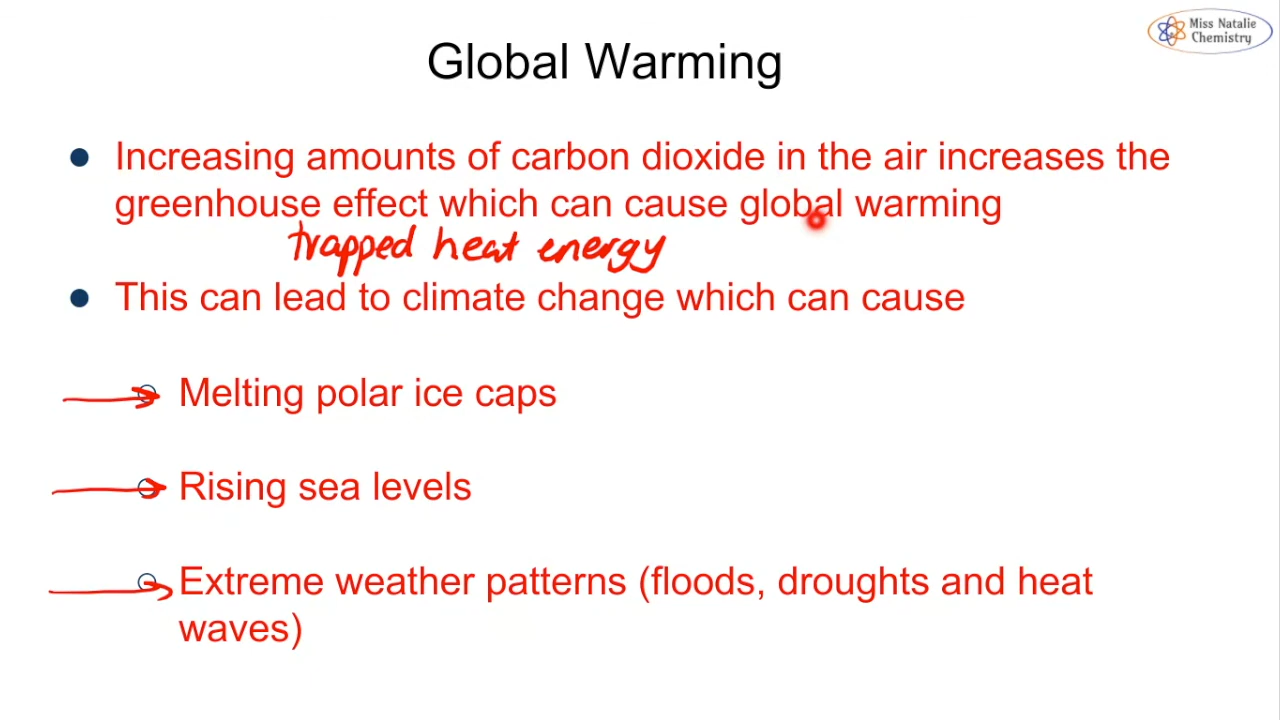 Miss Natalie
Chemistry
Global Warming
Increasing amounts of carbon dioxide in the air increases the
greenhouse effect which can cause global warming
trapped heat energy
This can lead to climate change which can cause
Melting polar ice caps
Rising sea levels
Extreme weather patterns (floods, droughts and heat
waves)